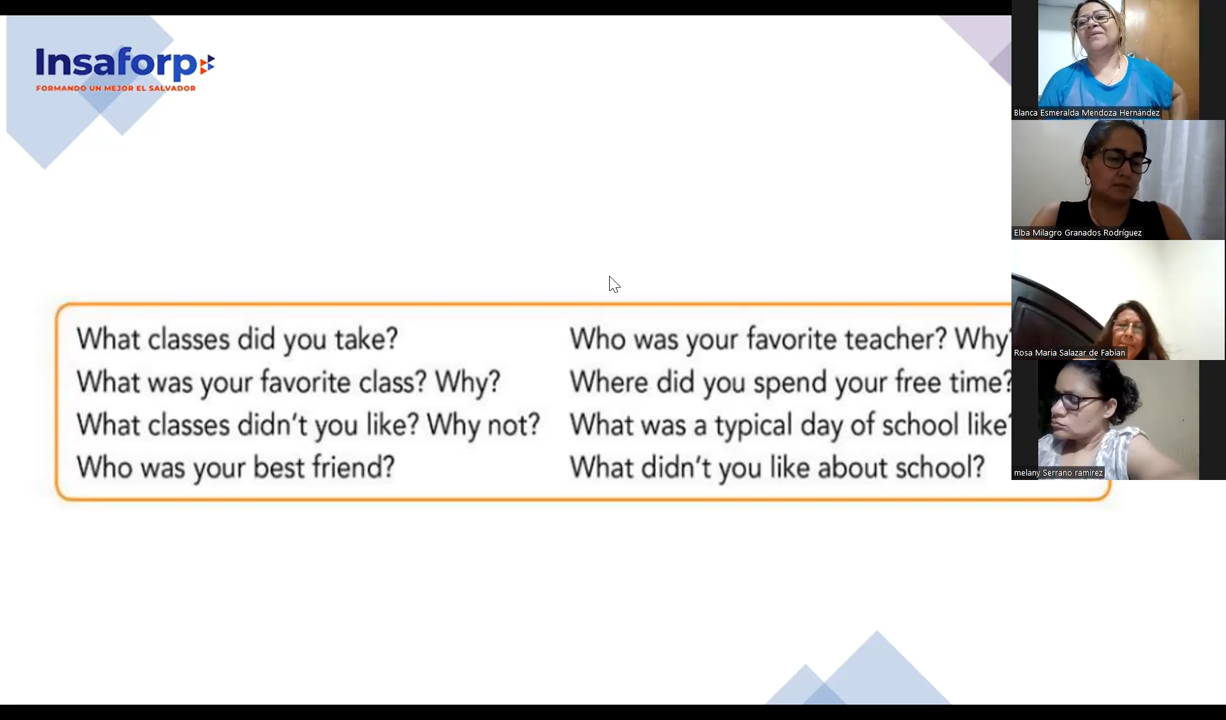 Insaforp
FORMANDO UN MEJOR EL SALVADOR
What classes did you take?
What was your favorite class? Why?
What classes didn't you like? Why not?
Who was your best friend?
Who was your favorite teacher? Why?
Where did you spend your free time?
What was a typical day of school like?
What didn't you like about school?
Blanca Esmeralda Mendoza Hernández
Elba Milagro Granados Rodríguez
Rosa Maria Salazar de Fabian
melany Serrano ramirez